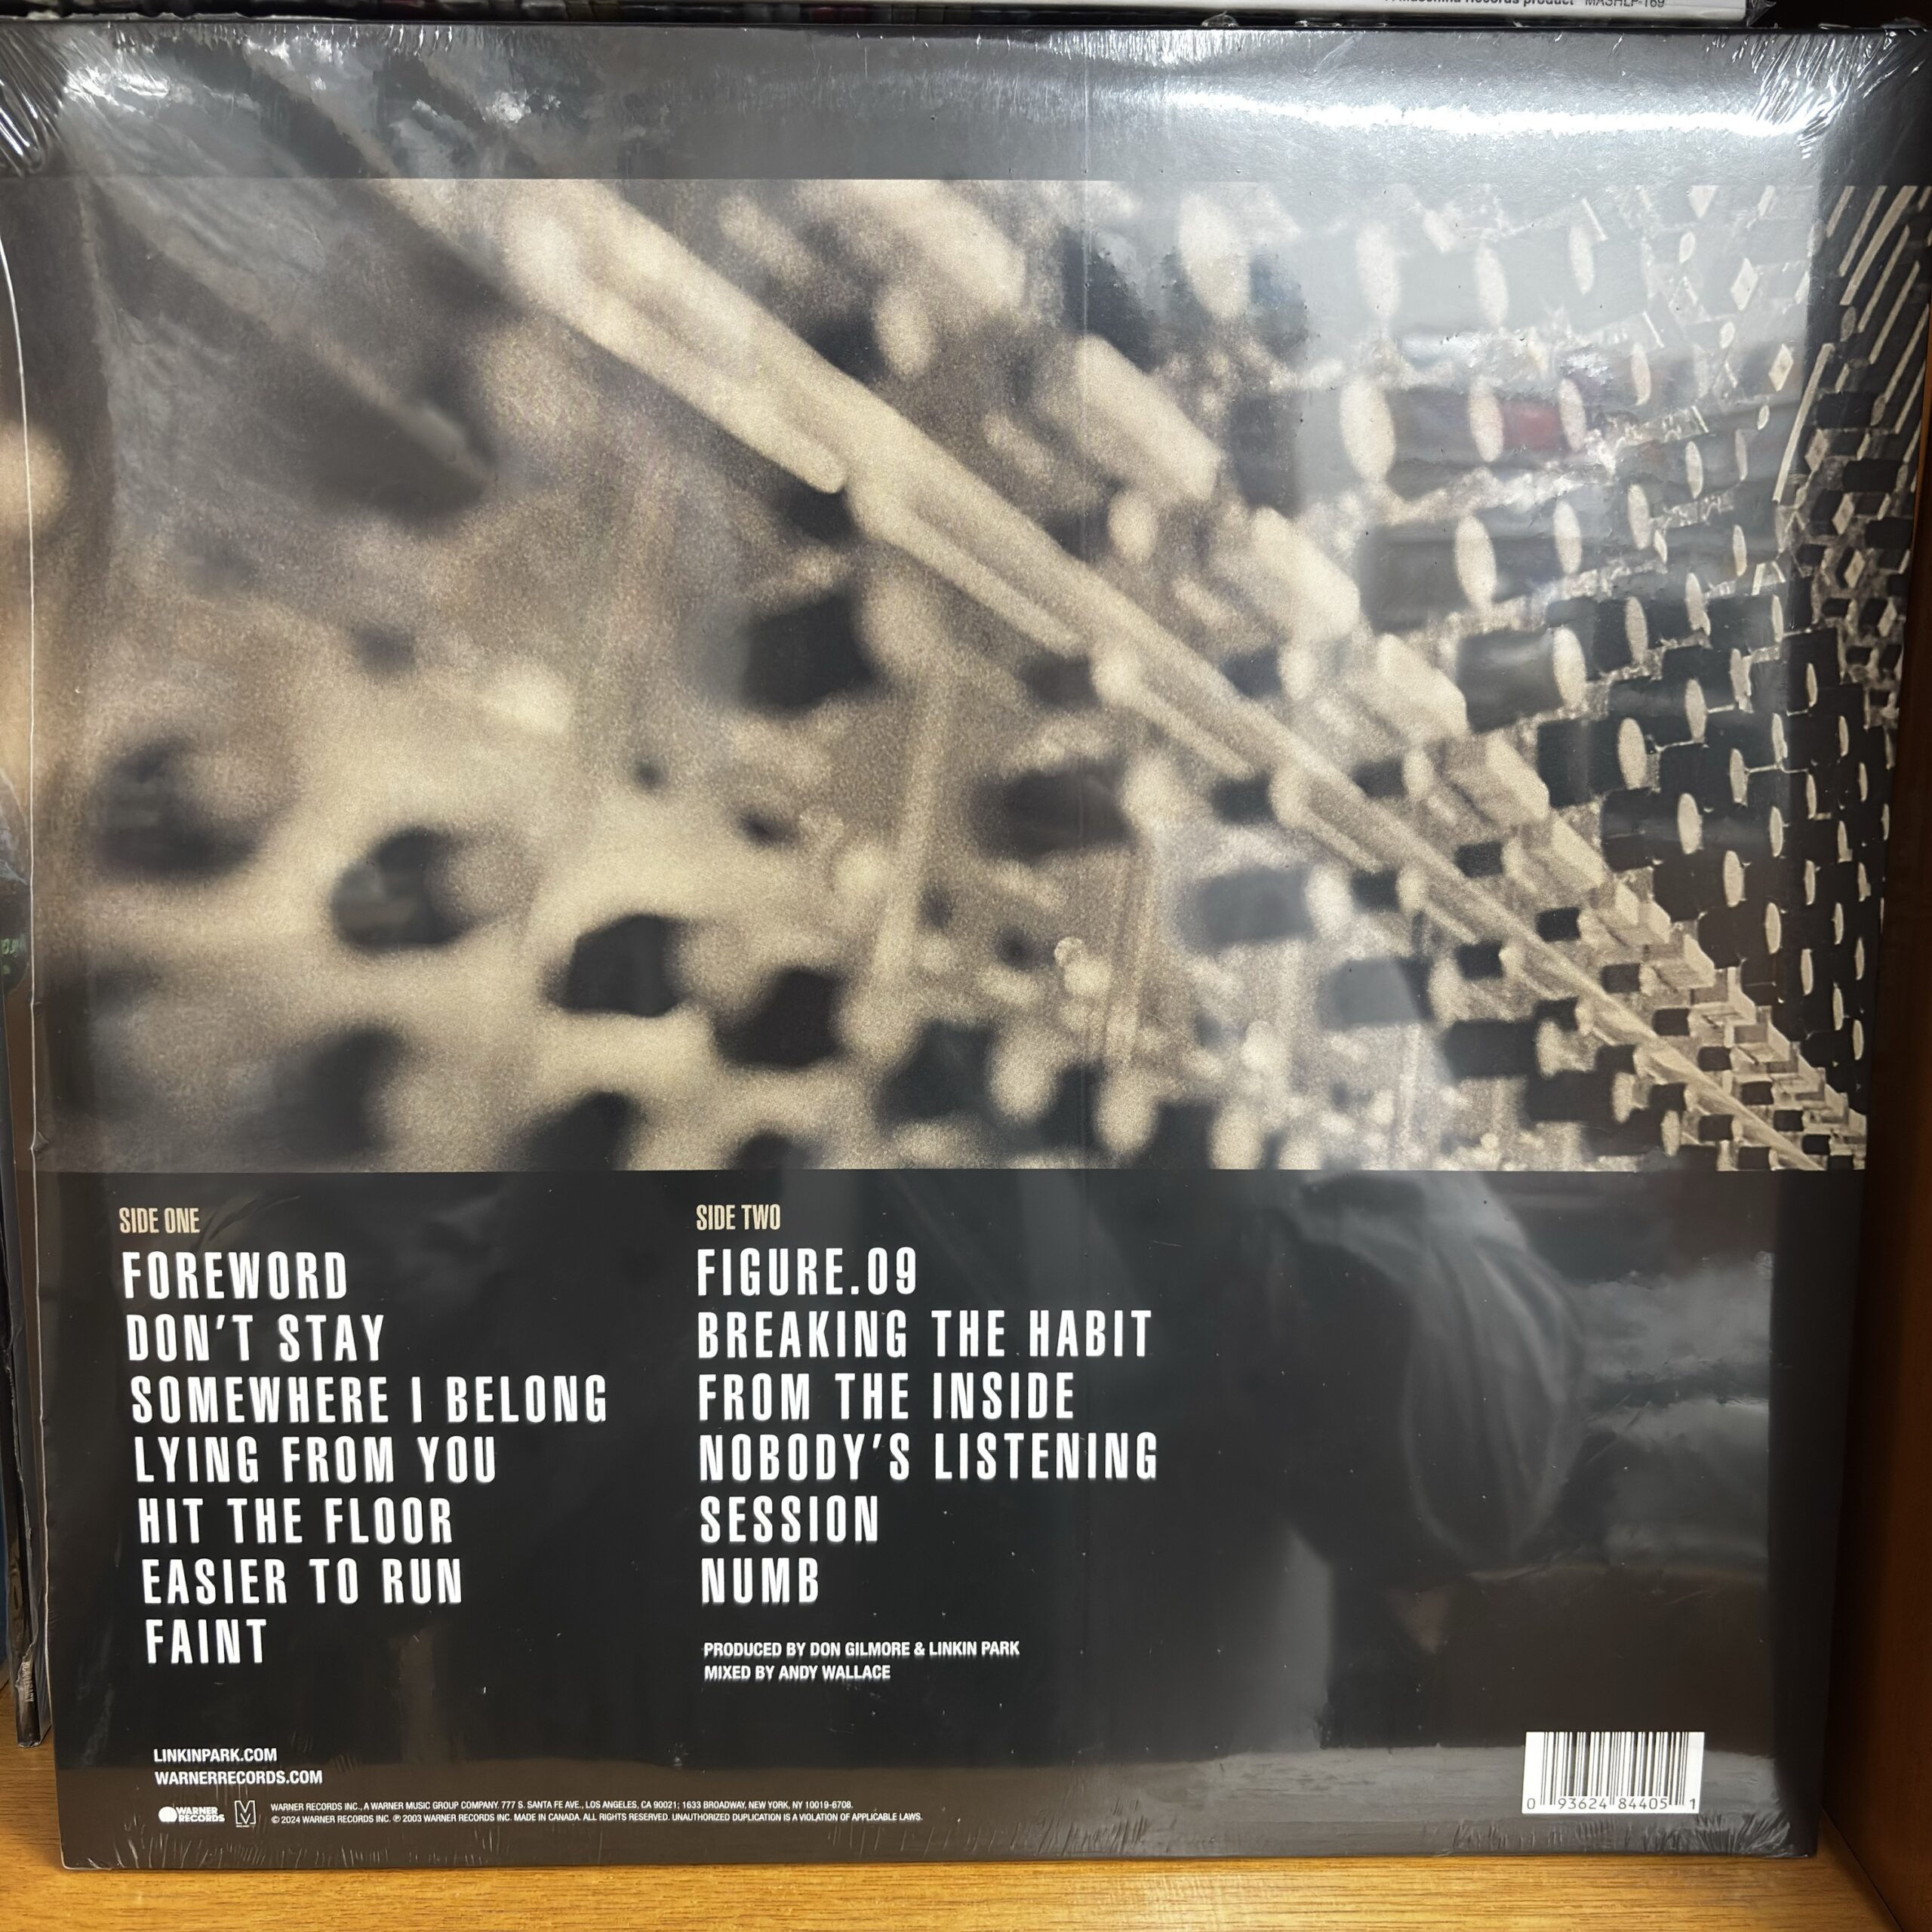 Records product MASHLP-169
SIDE ONE
FOREWORD
DON'T STAY
SOMEWHERE I BELONG
LYING FROM YOU
HIT THE FLOOR
EASIER TO RUN
FAINT
SIDE TWO
FIGURE.09
BREAKING THE HABIT
FROM THE INSIDE
NOBODY'S LISTENING
SESSION
NUMB
PRODUCED BY DON GILMORE & LINKIN PARK
MIXED BY ANDY WALLACE
LINKINPARK.COM
WARNERRECORDS.COM
WARNER
RECORDS
WARNER RECORDS INC., A WARNER MUSIC GROUP COMPANY. 777 S. SANTA FE AVE., LOS ANGELES, CA 90021; 1633 BROADWAY, NEW YORK, NY 10019-6708.
© 2024 WARNER RECORDS INC. ℗ 2003 WARNER RECORDS INC. MADE IN CANADA. ALL RIGHTS RESERVED. UNAUTHORIZED DUPLICATION IS A VIOLATION OF APPLICABLE LAWS.
0 93624 84405 1